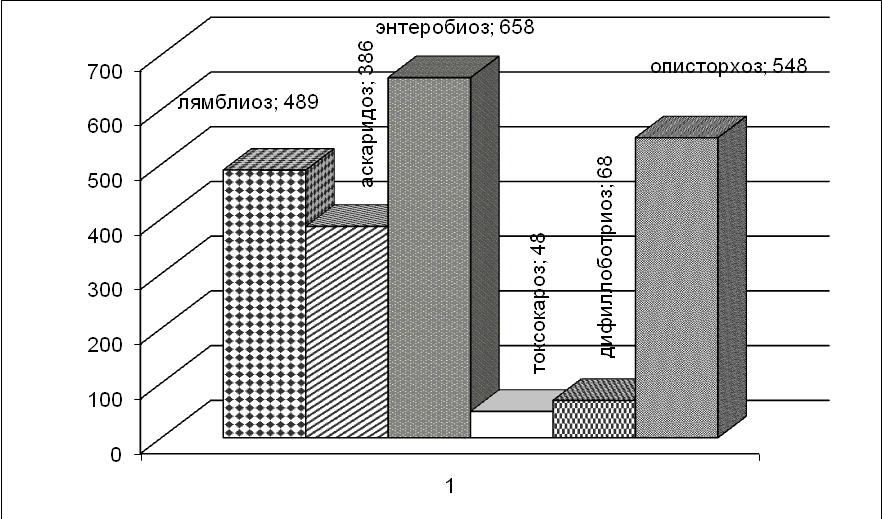 энтеробиоз; 658
описторхоз; 548
лямблиоз; 489
аскаридоз; 386
токсокароз; 48
дифиллоботриоз; 68
700
600
500
400
300
200
100
0
1